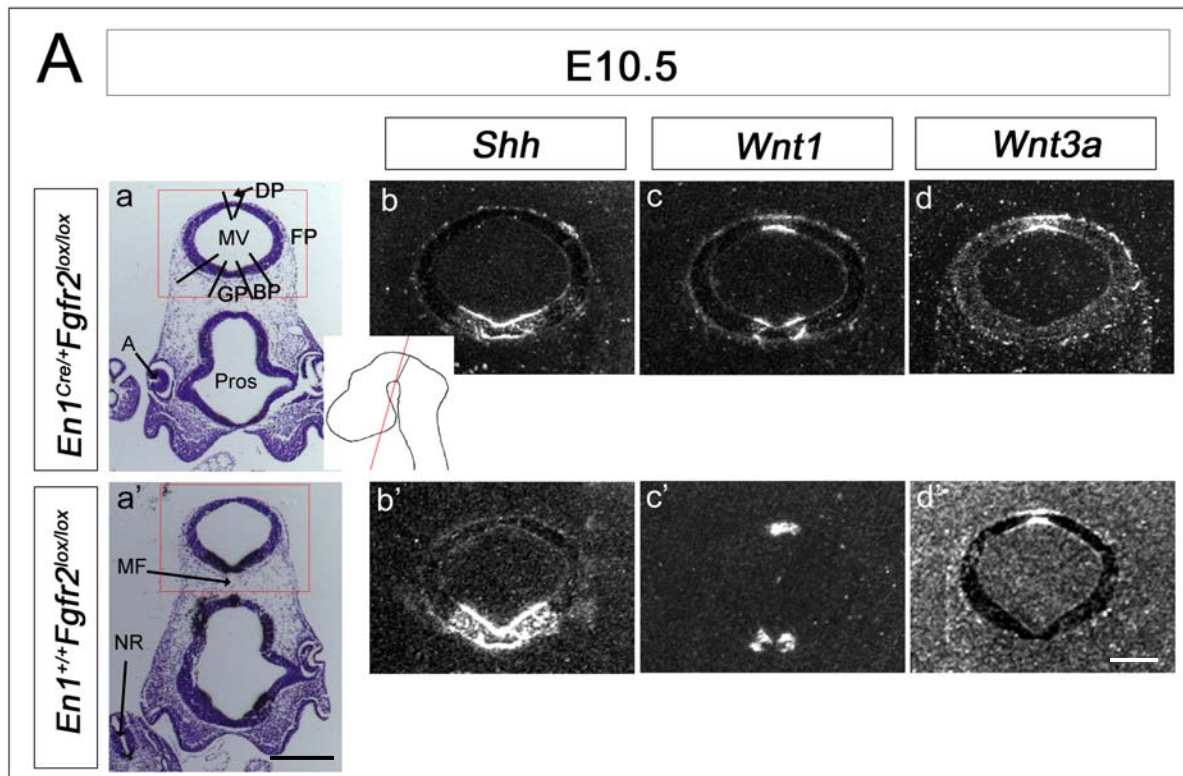 A
E10.5
Shh
Wnt1
Wnt3a
En1Cre/+Fgfr2lox/lox
a
DP
MV
FP
GP
BP
A
Pros
b
c
d
En1+/+Fgfr2lox/lox
a'
MF
NR
b'
c'
d'